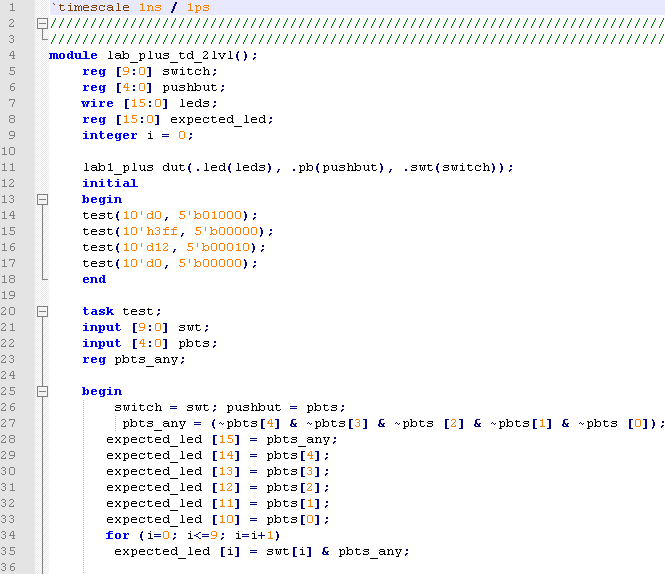 1 `timescale 1ns / 1ps
2 ////////////////////////////////////////////////////////////////////////////
3 ////////////////////////////////////////////////////////////////////////////
4 module lab_plus_td_2lvl();
5 reg [9:0] switch;
6 reg [4:0] pushbut;
7 wire [15:0] leds;
8 reg [15:0] expected_led;
9 integer i = 0;
10
11 lab1_plus dut(.led(leds), .pb(pushbut), .swt(switch));
12 initial
13 begin
14 test(10'd0, 5'b01000);
15 test(10'h3ff, 5'b00000);
16 test(10'd12, 5'b00010);
17 test(10'd0, 5'b00000);
18 end
19
20 task test;
21 input [9:0] swt;
22 input [4:0] pbts;
23 reg pbts_any;
24
25 begin
26 switch = swt; pushbut = pbts;
27 pbts_any = (~pbts[4] & ~pbts[3] & ~pbts [2] & ~pbts[1] & ~pbts [0]);
28 expected_led [15] = pbts_any;
29 expected_led [14] = pbts[4];
30 expected_led [13] = pbts[3];
31 expected_led [12] = pbts[2];
32 expected_led [11] = pbts[1];
33 expected_led [10] = pbts[0];
34 for (i=0; i<=9; i=i+1)
35 expected_led [i] = swt[i] & pbts_any;
36